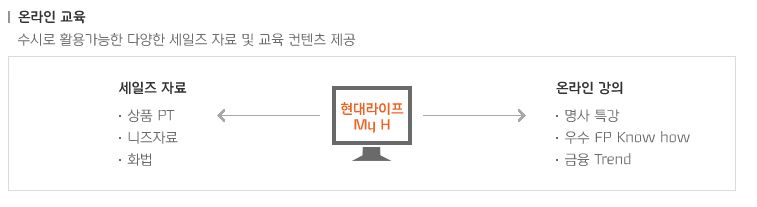 온라인 교육
수시로 활용가능한 다양한 세일즈 자료 및 교육 컨텐츠 제공
세일즈 자료
· 상품 PT
· 니즈자료
· 화법
현대라이프
My H
온라인 강의
· 명사 특강
· 우수 FP Know how
· 금융 Trend